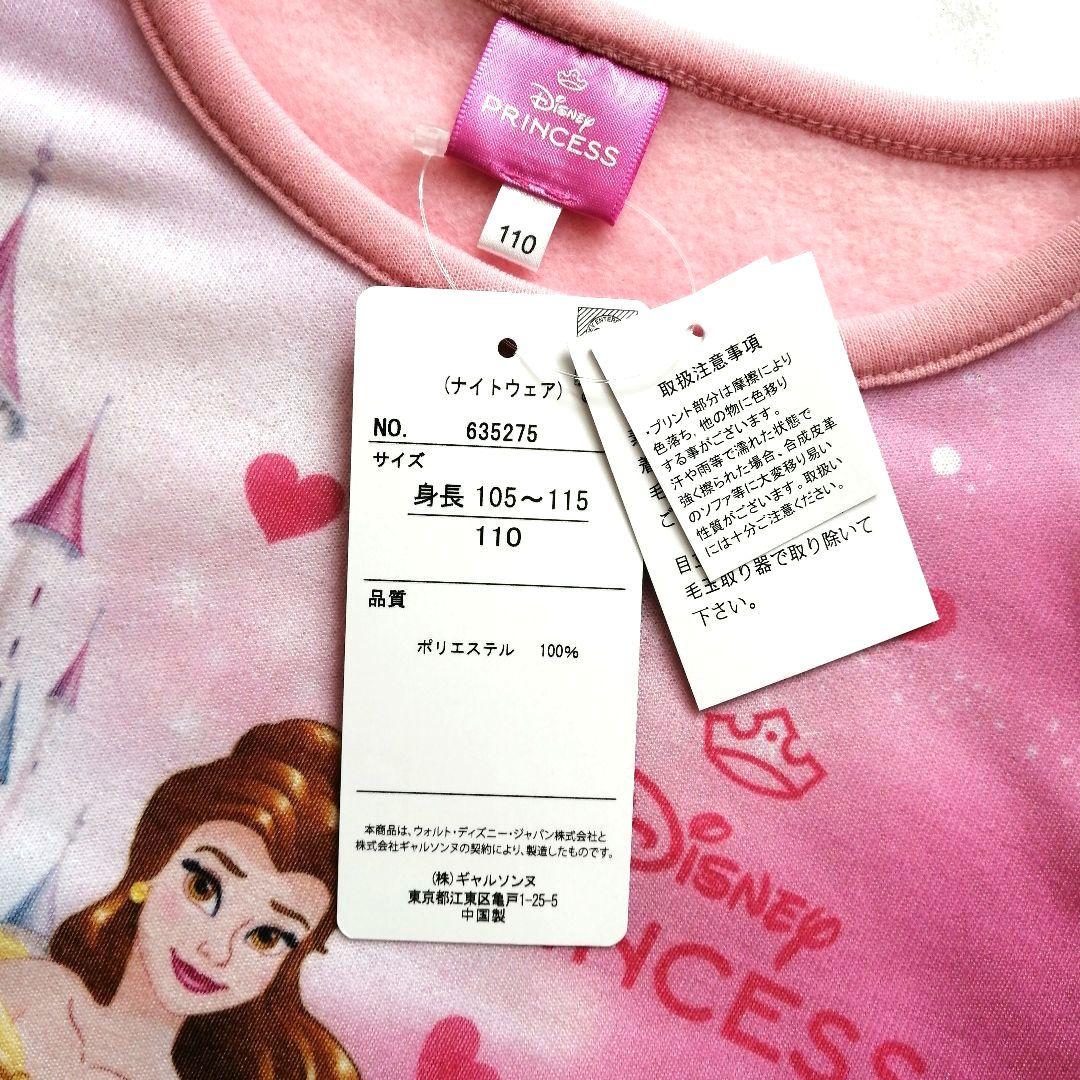 Disney
PRINCESS
110
(ナイトウェア)
NO. 635275
サイズ
身長 105～115
110
品質
ポリエステル 100%
本商品は、ウォルト・ディズニー・ジャパン株式会社と
株式会社ギャルソンヌの契約により、製造したものです。
(株)ギャルソンヌ
東京都江東区亀戸1-25-5
中国製
取扱注意事項
・プリント部分は摩擦により
色落ち、他の物に色移り
する事がございます。
汗や雨等で濡れた状態で
強く擦られた場合、合成皮革
のソファ等に大変移り易い
性質がございます。取扱い
には十分ご注意ください。
毛玉取り器で取り除いて
下さい。
Disney